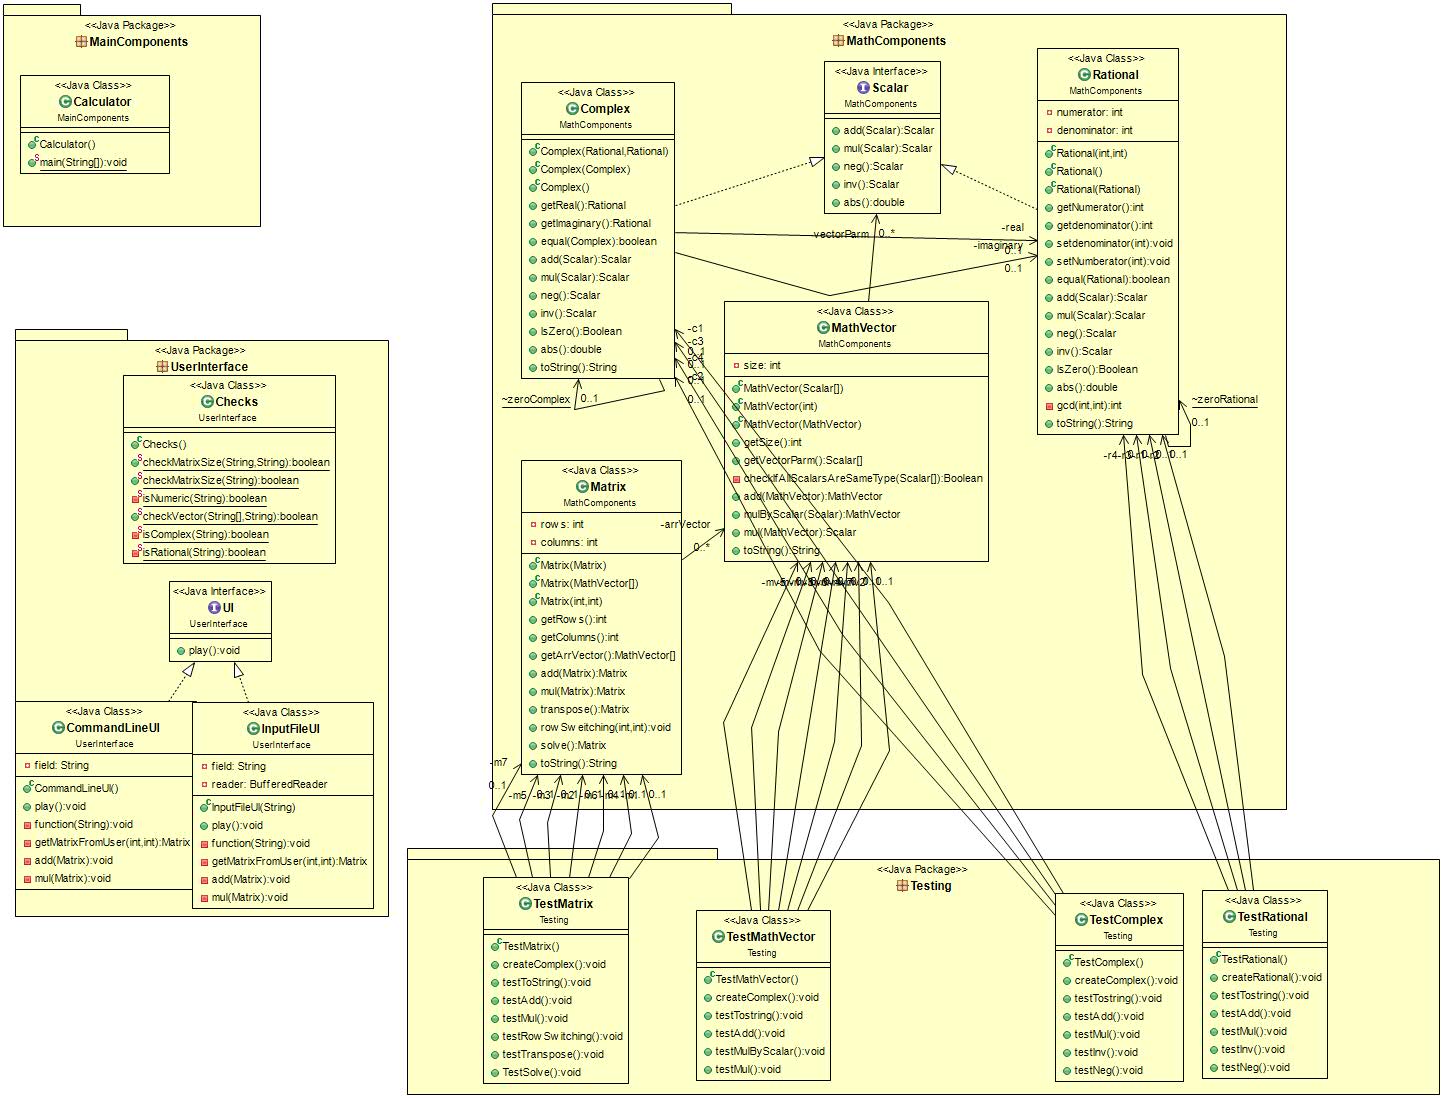 <<Java Package>>
MainComponents
<<Java Class>>
Calculator
MainComponents
Calculator()
main(String[]):void
<<Java Package>>
MathComponents
<<Java Class>>
Complex
MathComponents
Complex(Rational,Rational)
Complex(Complex)
Complex()
getReal():Rational
getImaginary():Rational
equal(Complex):boolean
add(Scalar):Scalar
mul(Scalar):Scalar
neg():Scalar
inv():Scalar
IsZero():Boolean
abs():double
toString():String
~zeroComplex
0..1
<<Java Interface>>
Scalar
MathComponents
add(Scalar):Scalar
mul(Scalar):Scalar
neg():Scalar
inv():Scalar
abs():double
vectorParm
0..*
-real
-imaginary
0..1
0..1
<<Java Class>>
Rational
MathComponents
numerator: int
denominator: int
Rational(int,int)
Rational()
Rational(Rational)
getNumerator():int
getdenominator():int
setdenominator(int):void
setNumberator(int):void
equal(Rational):boolean
add(Scalar):Scalar
mul(Scalar):Scalar
neg():Scalar
inv():Scalar
IsZero():Boolean
abs():double
gcd(int,int):int
toString():String
~zeroRational
0..1
-r4
-r3
-r1
-r2
0..1
-c1
0..1
-c3
0..1
-c4
-c2
0..1
<<Java Class>>
MathVector
MathComponents
size: int
MathVector(Scalar[])
MathVector(int)
MathVector(MathVector)
getSize():int
getVectorParm():Scalar[]
checkIfAllScalarsAreSameType(Scalar[]):Boolean
add(MathVector):MathVector
mulByScalar(Scalar):MathVector
mul(MathVector):Scalar
toString():String
0..1
<<Java Class>>
Matrix
MathComponents
rows: int
columns: int
Matrix(Matrix)
Matrix(MathVector[])
Matrix(int,int)
getRows():int
getColumns():int
getArrVector():MathVector[]
add(Matrix):Matrix
mul(Matrix):Matrix
transpose(Matrix):Matrix
rowSweitching(int,int):void
solve():Matrix
toString():String
-arrVector
0..*
-m7
0..1
-m5
-m3
-m2
-m6
-m4
-m1
0..1
<<Java Package>>
UserInterface
<<Java Class>>
Checks
UserInterface
Checks()
checkMatrixSize(String,String):boolean
checkMatrixSize(String):boolean
isNumeric(String):boolean
checkVector(String[],String):boolean
isComplex(String):boolean
isRational(String):boolean
<<Java Interface>>
UI
UserInterface
play():void
<<Java Class>>
CommandLineUI
UserInterface
field: String
CommandLineUI()
play():void
function(String):void
getMatrixFromUser(int,int):Matrix
add(Matrix):void
mul(Matrix):void
<<Java Class>>
InputFileUI
UserInterface
field: String
reader: BufferedReader
InputFileUI(String)
play():void
function(String):void
getMatrixFromUser(int,int):Matrix
add(Matrix):void
mul(Matrix):void
<<Java Package>>
Testing
<<Java Class>>
TestMatrix
Testing
TestMatrix()
createComplex():void
testToString():void
testAdd():void
testMul():void
testRowSwitching():void
testTranspose():void
TestSolve():void
<<Java Class>>
TestMathVector
Testing
TestMathVector()
createComplex():void
testTostring():void
testAdd():void
testMulByScalar():void
testMul():void
<<Java Class>>
TestComplex
Testing
TestComplex()
createComplex():void
testTostring():void
testAdd():void
testMul():void
testInv():void
testNeg():void
<<Java Class>>
TestRational
Testing
TestRational()
createRational():void
testTostring():void
testAdd():void
testMul():void
testInv():void
testNeg():void